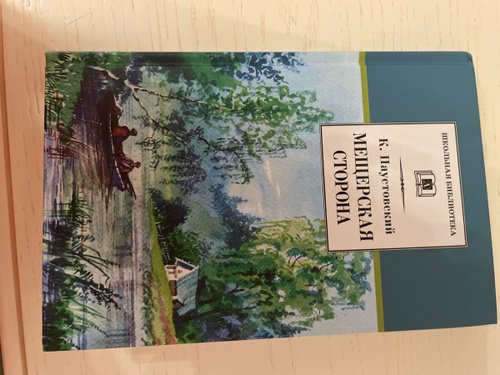 ШКОЛЬНАЯ БИБЛИОТЕКА
К. Паустовский
МЕЩЕРСКАЯ
СТОРОНА